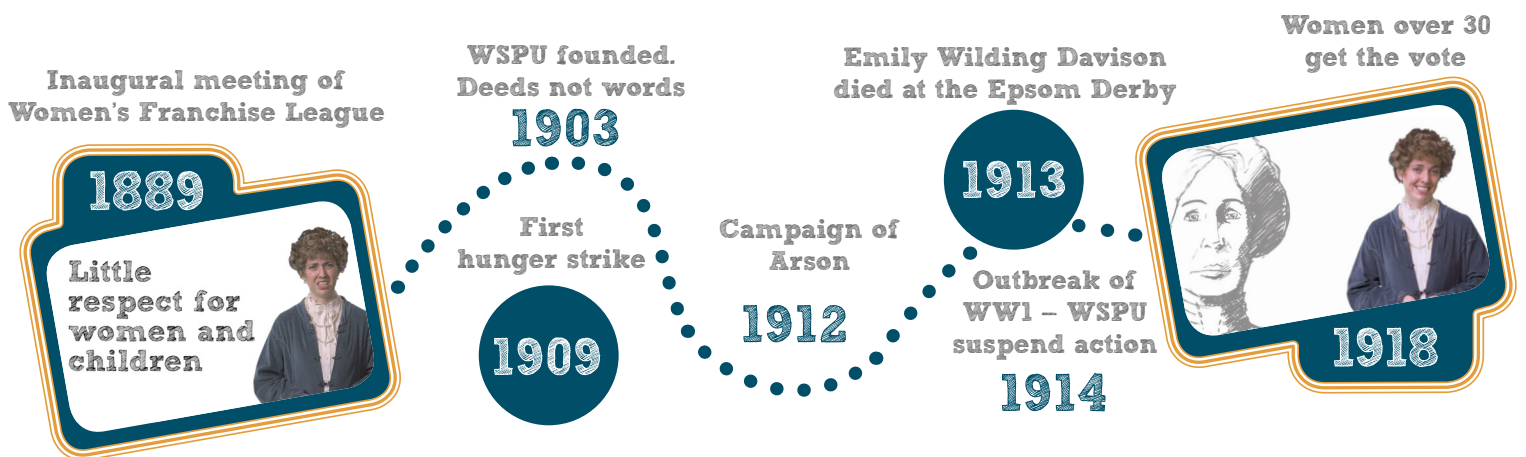 Inaugural meeting of
Women's Franchise League
1889
Little
respect for
women and
children
WSPU founded.
Deeds not words
1903
First
hunger strike
1909
Campaign of
Arson
1912
Emily Wilding Davison
died at the Epsom Derby
1913
Outbreak of
WW1 – WSPU
suspend action
1914
Women over 30
get the vote
1918